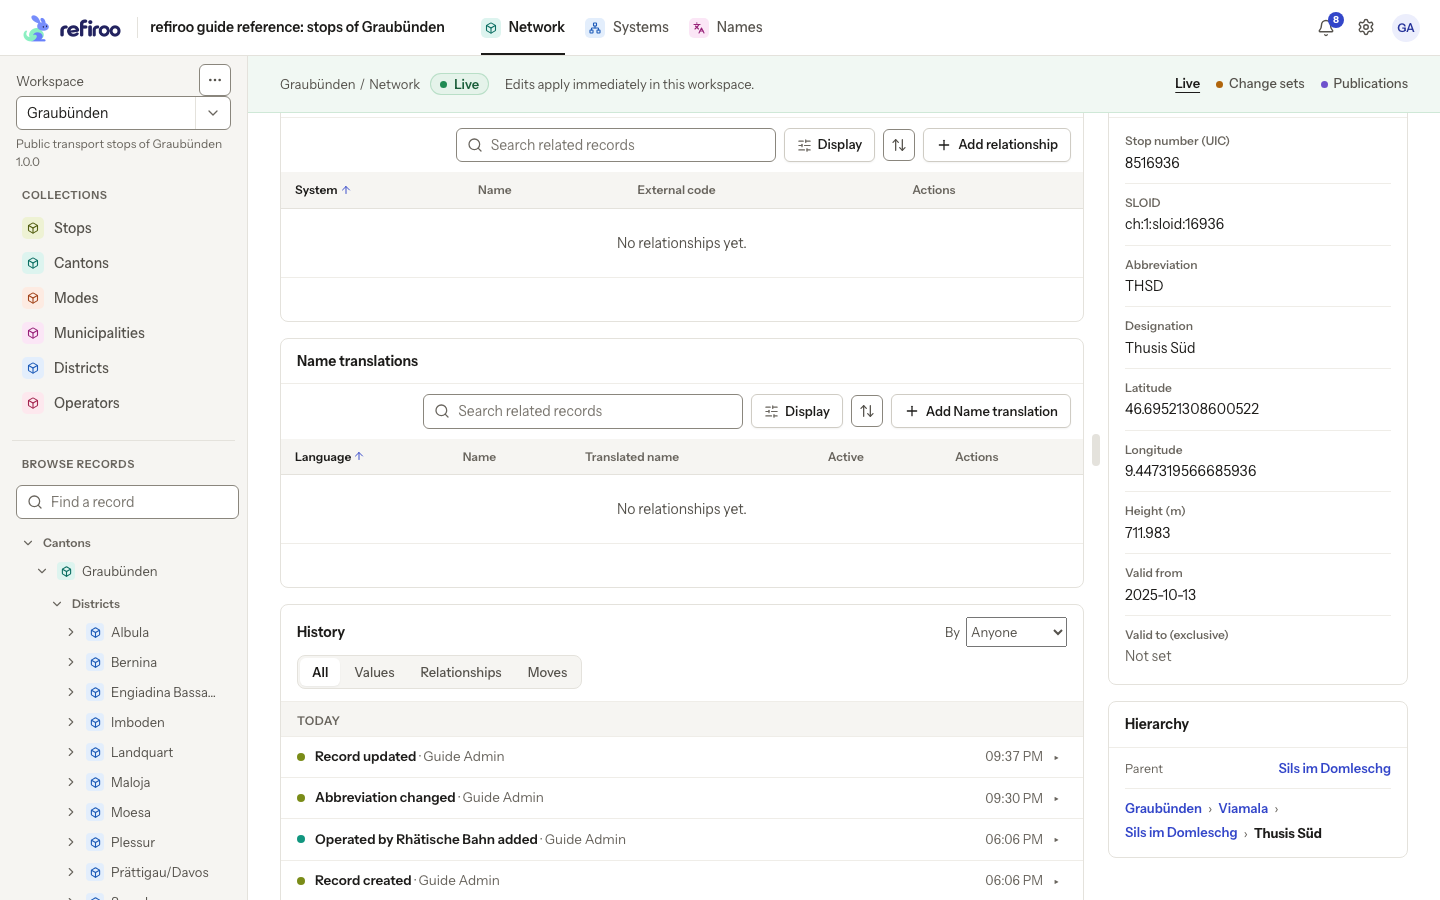 refiroo
refiroo guide reference: stops of Graubünden
Network
Systems
Names
8
GA
Workspace
Graubünden
Public transport stops of Graubünden
1.0.0
COLLECTIONS
Stops
Cantons
Modes
Municipalities
Districts
Operators
BROWSE RECORDS
Find a record
Cantons
Graubünden
Districts
Albula
Bernina
Engiadina Bassa...
Imboden
Landquart
Maloja
Moesa
Plessur
Prättigau/Davos
Graubünden / Network
Live
Edits apply immediately in this workspace.
Live
Change sets
Publications
Search related records
Display
Add relationship
System
Name
External code
Actions
No relationships yet.
Name translations
Search related records
Display
Add Name translation
Language
Name
Translated name
Active
Actions
No relationships yet.
History
By
Anyone
All
Values
Relationships
Moves
TODAY
Record updated · Guide Admin
09:37 PM
Abbreviation changed · Guide Admin
09:30 PM
Operated by Rhätische Bahn added · Guide Admin
06:06 PM
Record created · Guide Admin
06:06 PM
Stop number (UIC)
8516936
SLOID
ch:1:sloid:16936
Abbreviation
THSD
Designation
Thusis Süd
Latitude
46.69521308600522
Longitude
9.447319566685936
Height (m)
711.983
Valid from
2025-10-13
Valid to (exclusive)
Not set
Hierarchy
Parent
Sils im Domleschg
Graubünden › Viamala ›
Sils im Domleschg › Thusis Süd